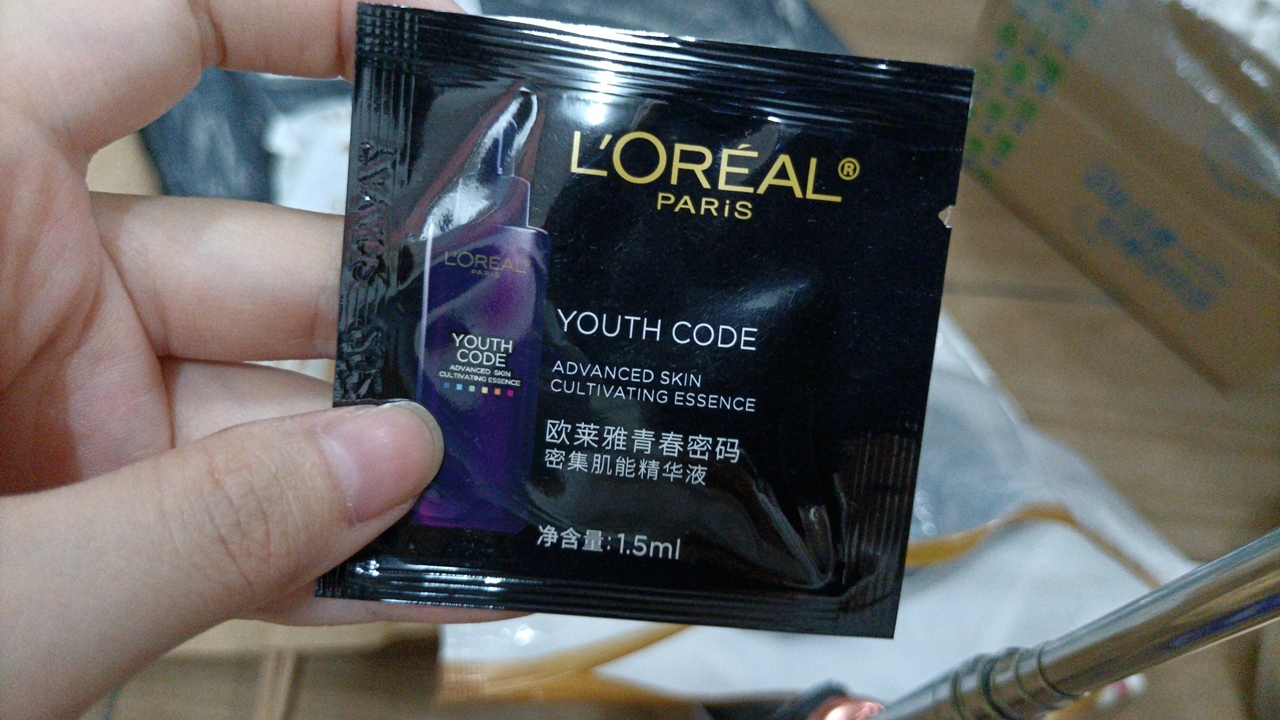 L'ORÉAL®
PARiS
YOUTH CODE
ADVANCED SKIN
CULTIVATING ESSENCE
欧莱雅青春密码
密集肌能精华液
净含量:1.5ml
L'ORÉAL
PARIS
YOUTH
CODE
ADVANCED SKIN
CULTIVATING ESSENCE